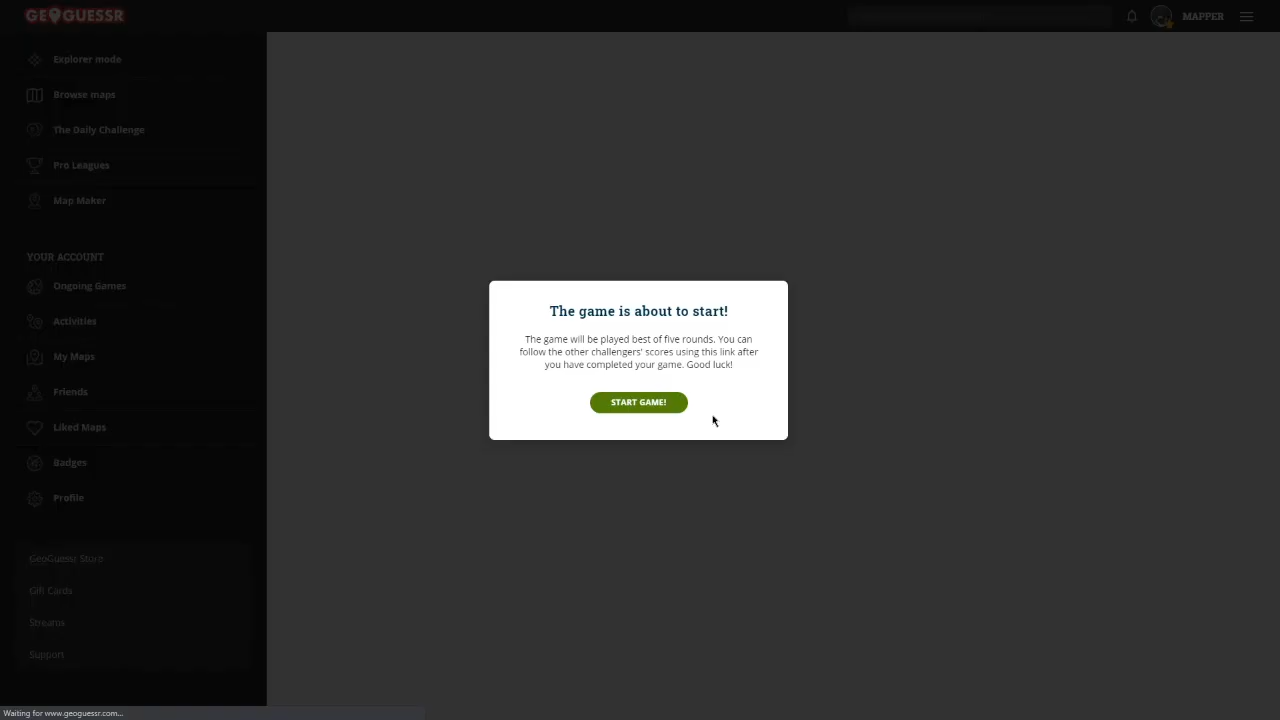 GEOGUESSR
MAPPER
Explorer mode
Browse maps
The Daily Challenge
Pro Leagues
Map Maker
YOUR ACCOUNT
Ongoing Games
Activities
My Maps
Friends
Liked Maps
Badges
Profile
GeoGuessr Store
Gift Cards
Streams
Support
The game is about to start!
The game will be played best of five rounds. You can
follow the other challengers' scores using this link after
you have completed your game. Good luck!
START GAME!
Waiting for www.geoguessr.com...